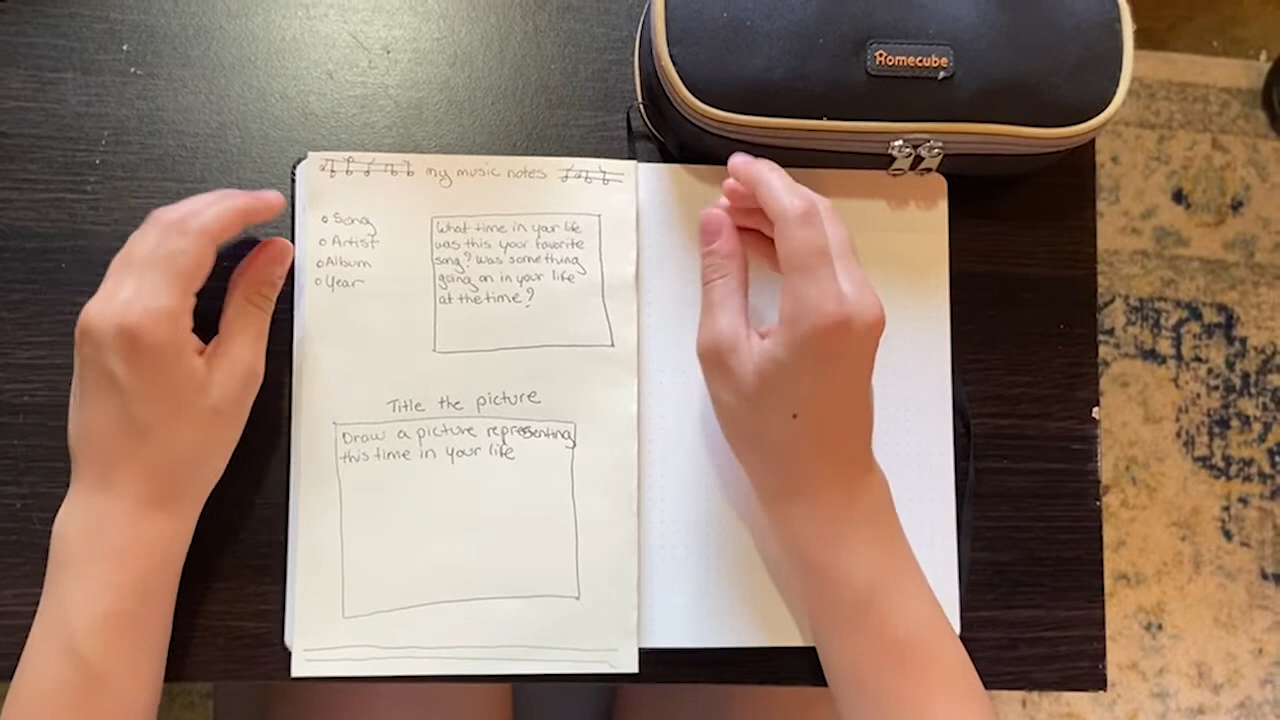 Homecube
my music notes
o Song
o Artist
o Album
o Year
What time in your life
was this your favorite
song? Was something
going on in your life
at the time?
Title the picture
Draw a picture representing
this time in your life